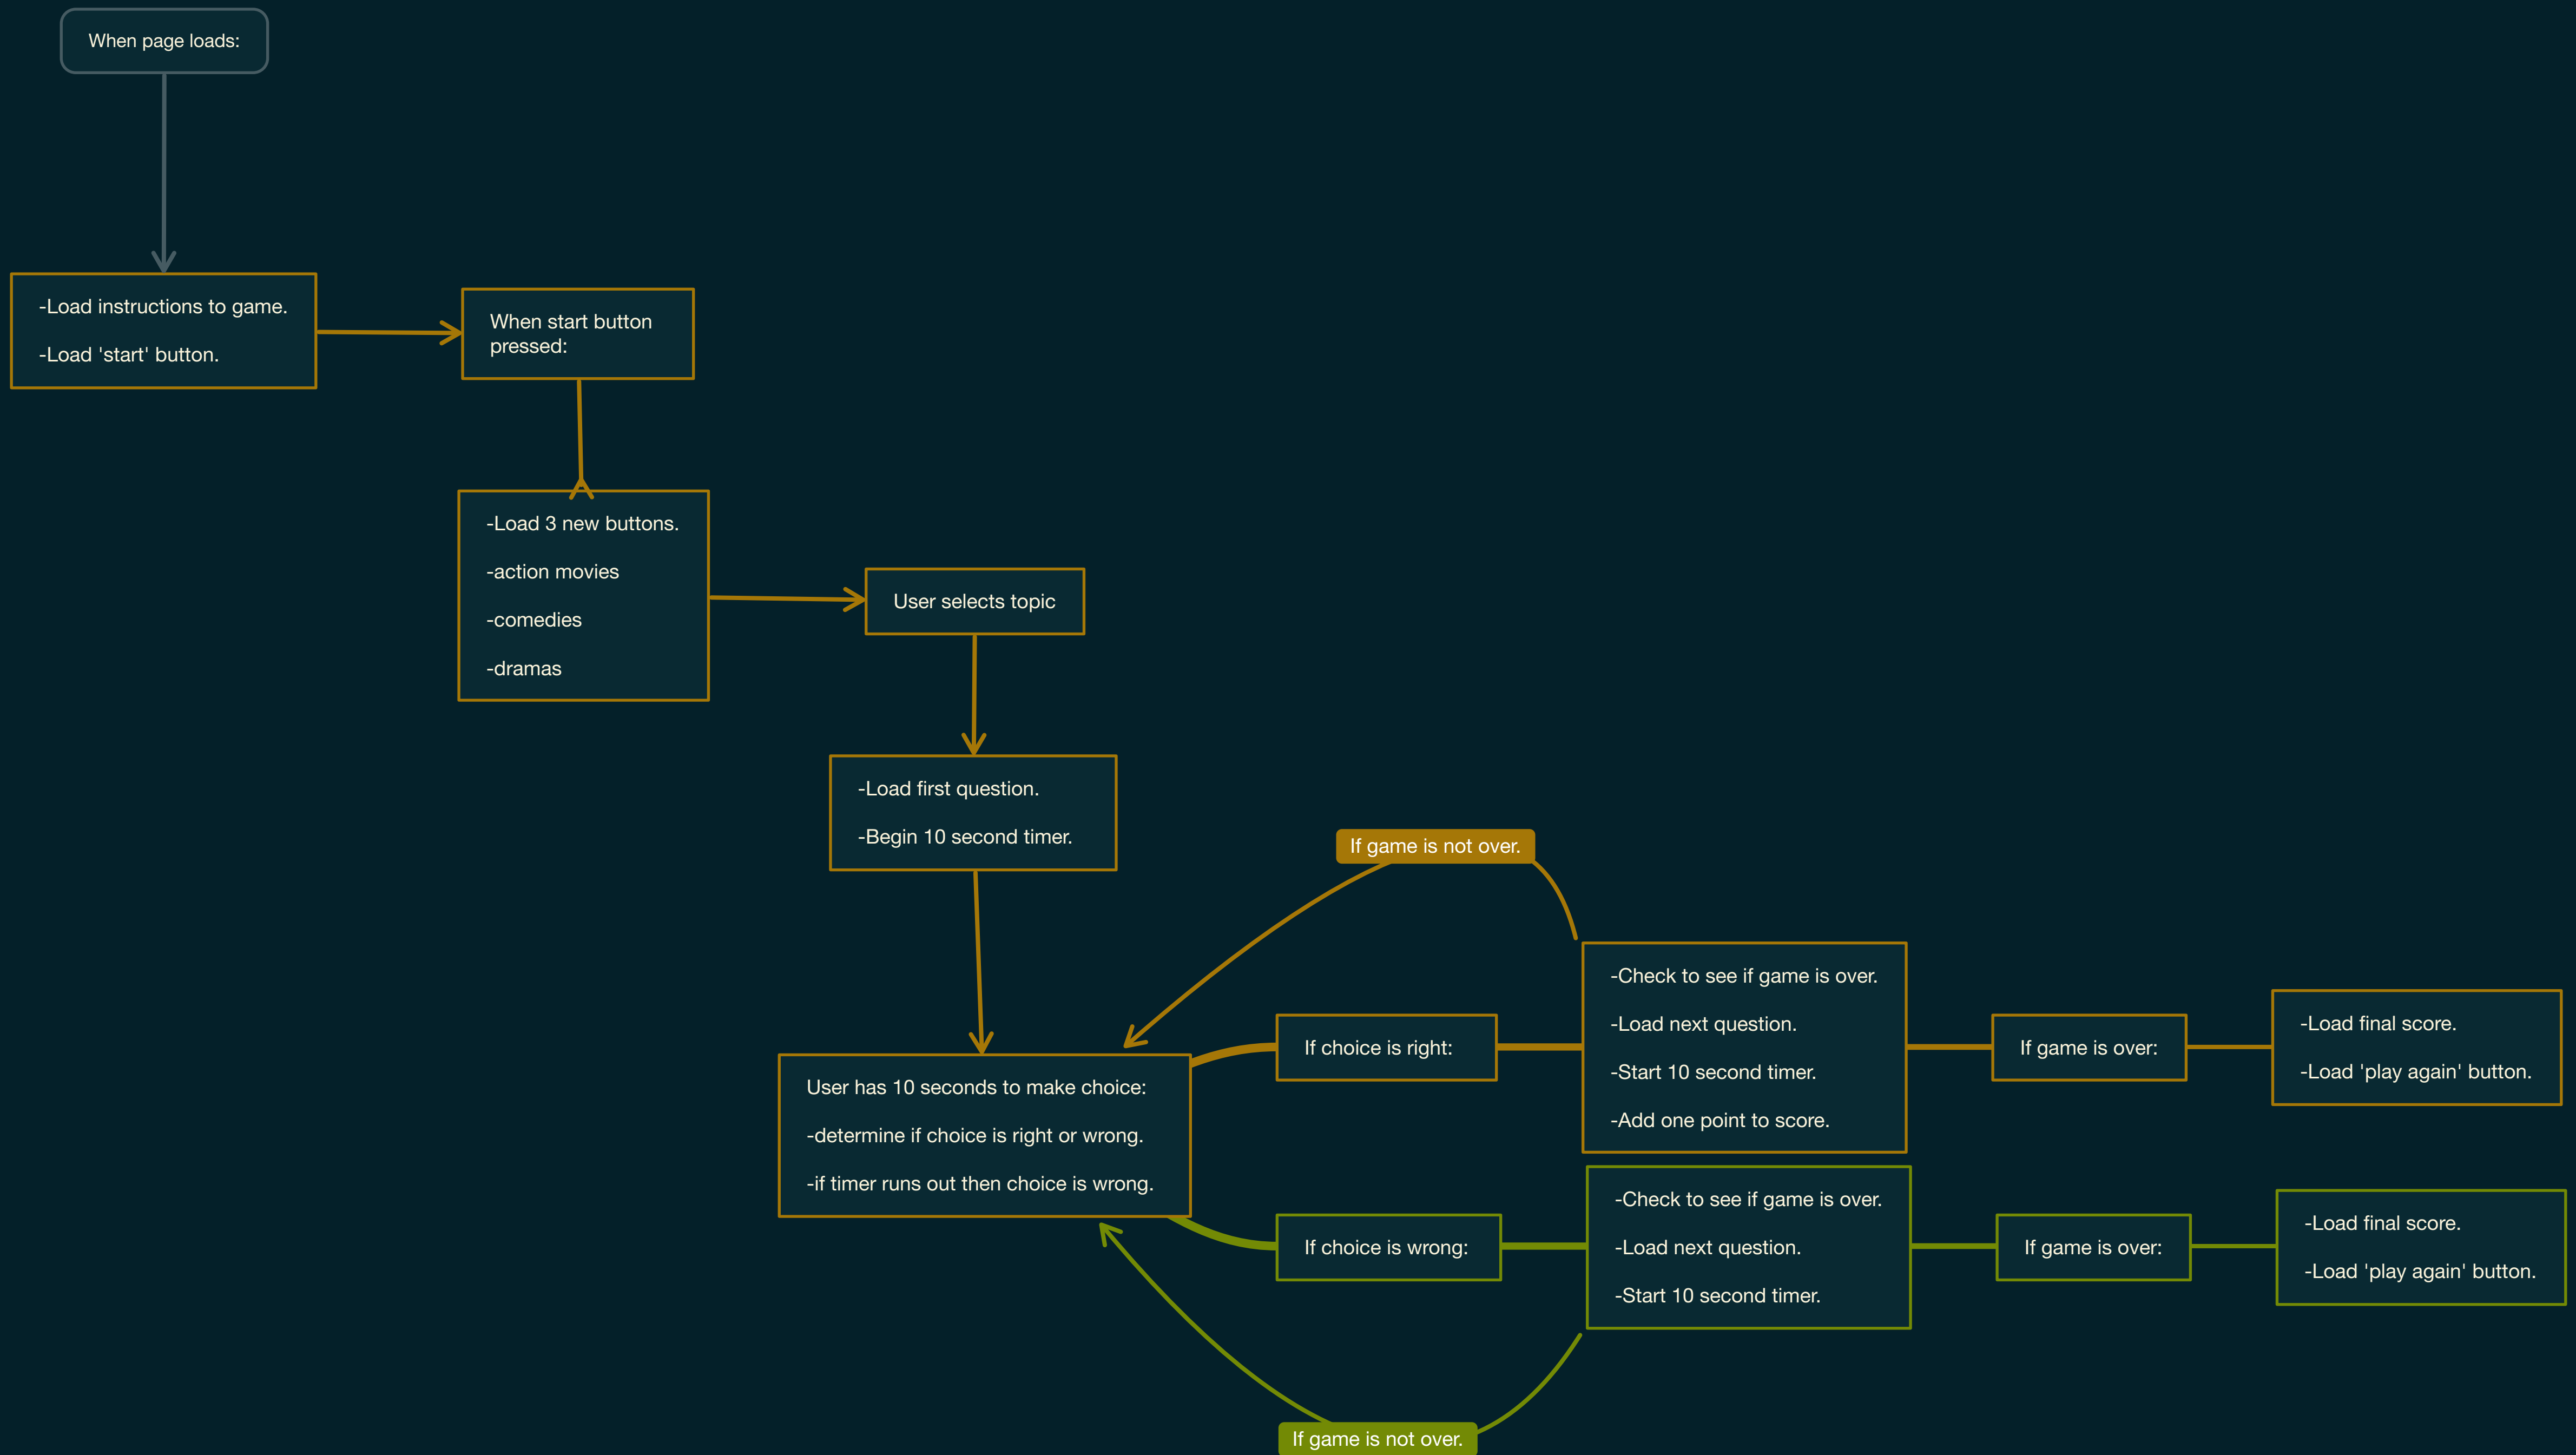 When page loads:
-Load instructions to game.
-Load 'start' button.
When start button
pressed:
-Load 3 new buttons.
-action movies
-comedies
-dramas
User selects topic
-Load first question.
-Begin 10 second timer.
If game is not over.
User has 10 seconds to make choice:
-determine if choice is right or wrong.
-if timer runs out then choice is wrong.
If choice is right:
-Check to see if game is over.
-Load next question.
-Start 10 second timer.
-Add one point to score.
If game is over:
-Load final score.
-Load 'play again' button.
If choice is wrong:
-Check to see if game is over.
-Load next question.
-Start 10 second timer.
If game is over:
-Load final score.
-Load 'play again' button.
If game is not over.